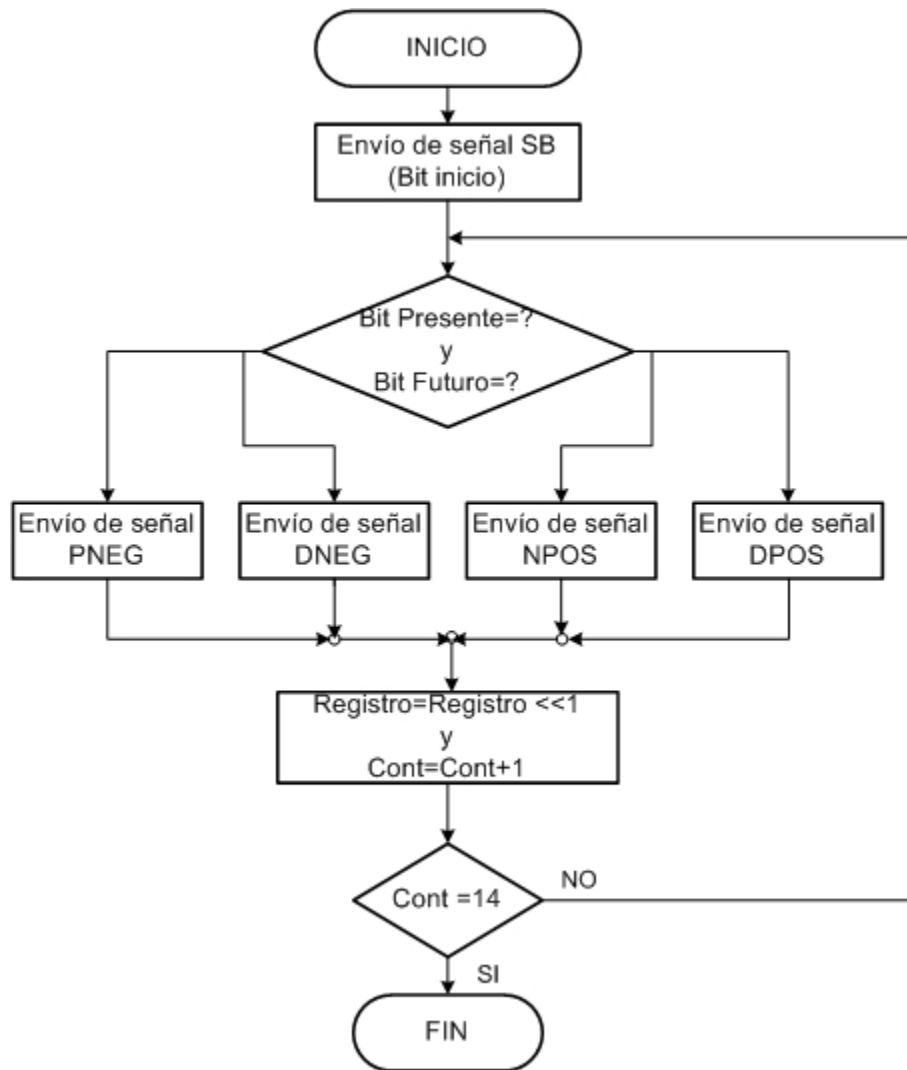 INICIO
Envío de señal SB
(Bit inicio)
Bit Presente=?
y
Bit Futuro=?
Envío de señal
PNEG
Envío de señal
DNEG
Envío de señal
NPOS
Envío de señal
DPOS
Registro=Registro <<1
y
Cont=Cont+1
Cont =14
NO
SI
FIN